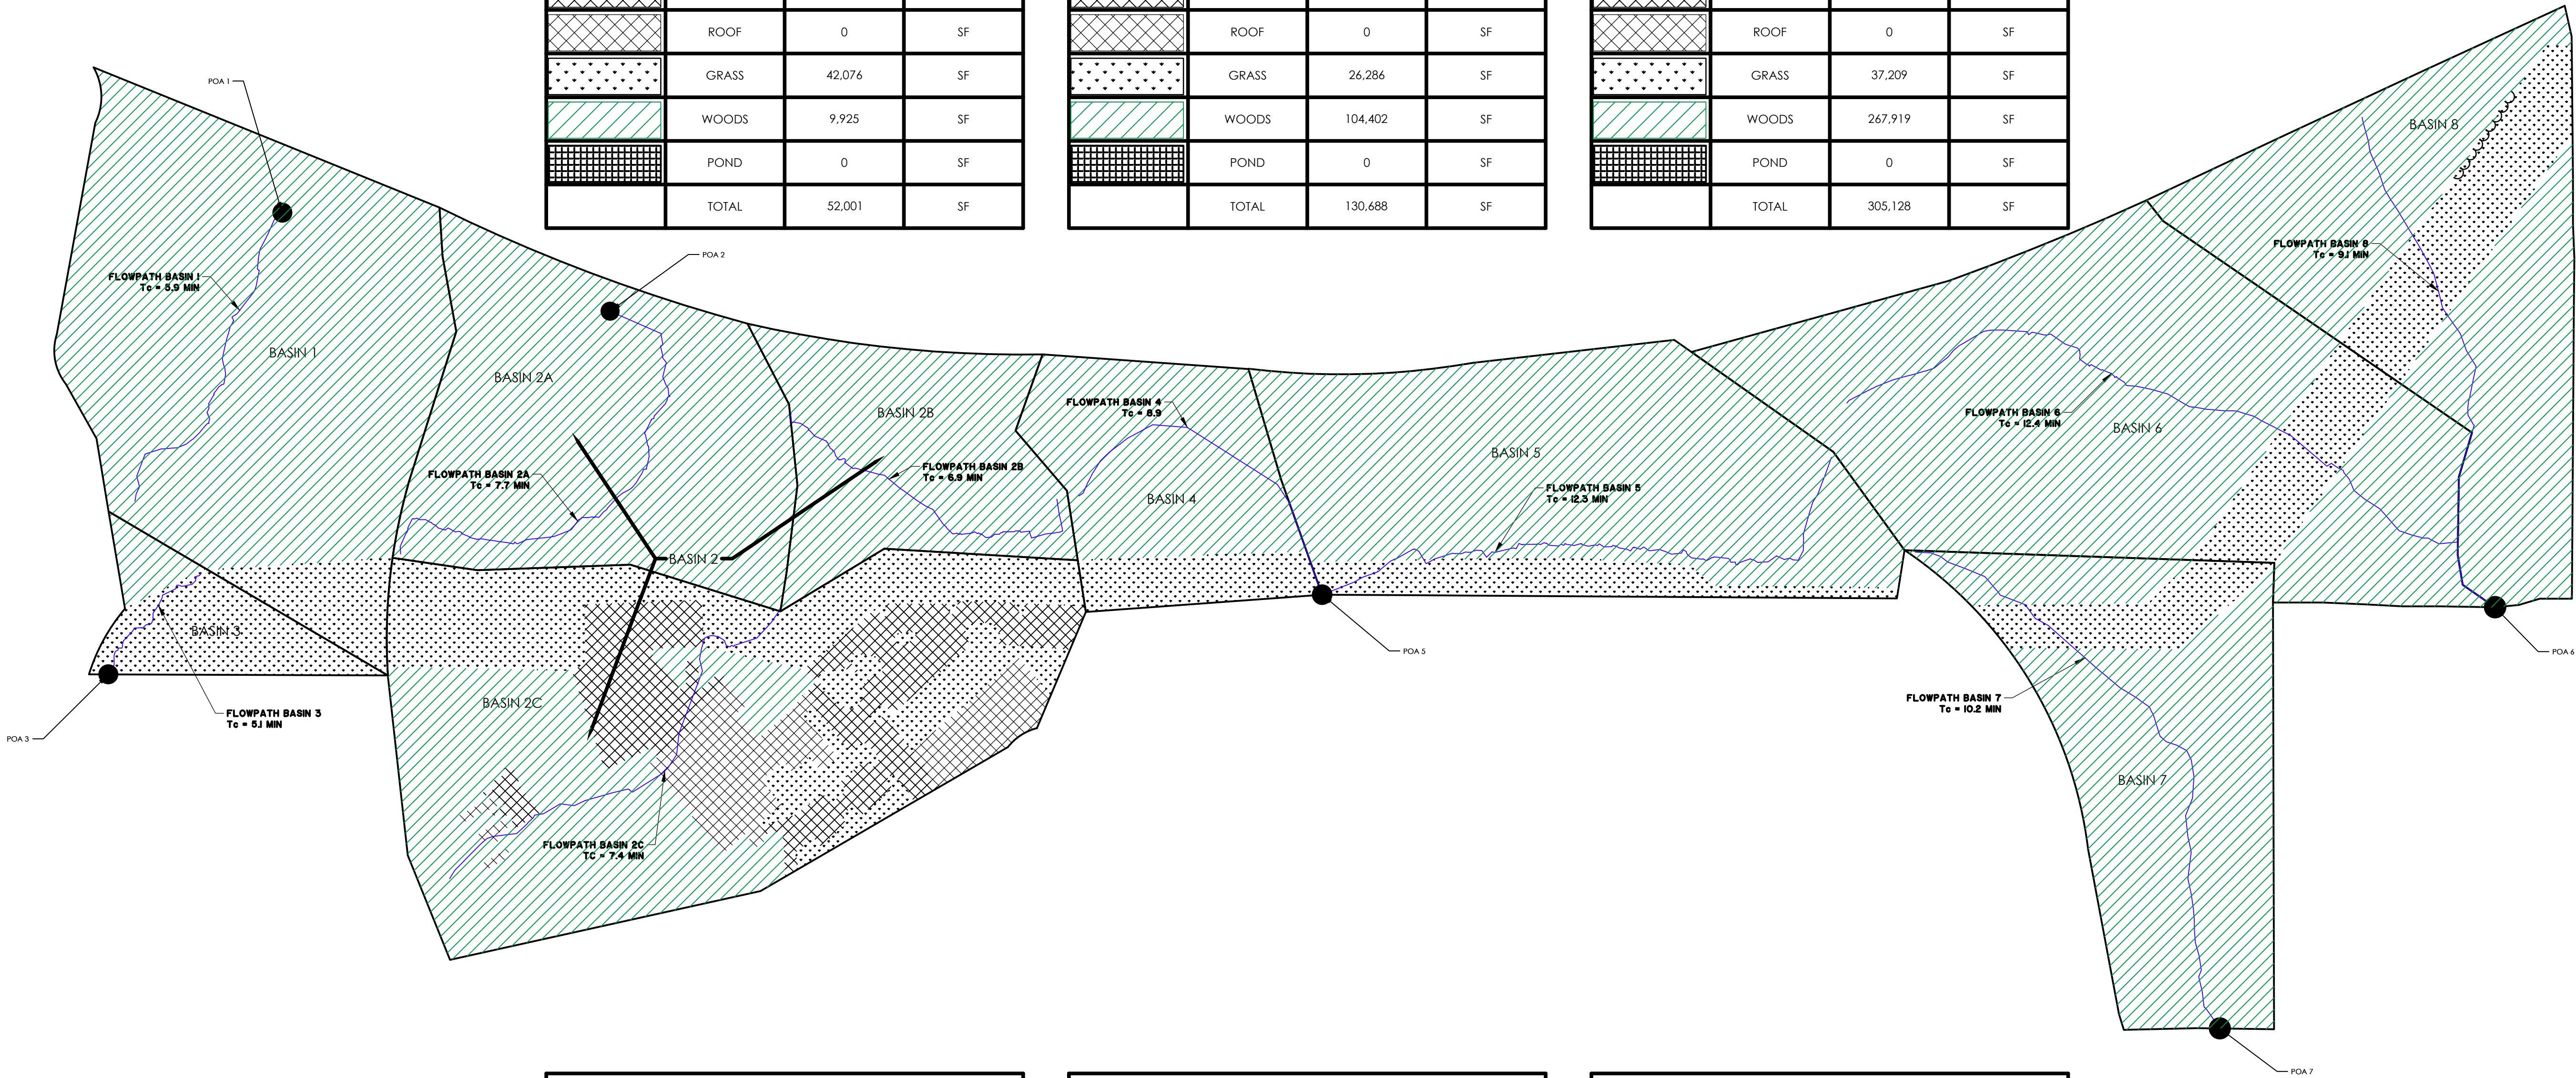 ROOF 0 SF
GRASS 42,076 SF
WOODS 9,925 SF
POND 0 SF
TOTAL 52,001 SF
ROOF 0 SF
GRASS 26,286 SF
WOODS 104,402 SF
POND 0 SF
TOTAL 130,688 SF
ROOF 0 SF
GRASS 37,209 SF
WOODS 267,919 SF
POND 0 SF
TOTAL 305,128 SF
POA 1
FLOWPATH BASIN 1
Tc = 5.9 MIN
BASIN 1
POA 2
BASIN 2A
FLOWPATH BASIN 2A
Tc = 7.7 MIN
BASIN 2B
FLOWPATH BASIN 2B
Tc = 6.9 MIN
BASIN 2
FLOWPATH BASIN 4
Tc = 8.9
BASIN 4
BASIN 5
FLOWPATH BASIN 5
Tc = 12.3 MIN
FLOWPATH BASIN 6
Tc = 12.4 MIN
BASIN 6
BASIN 8
FLOWPATH BASIN 8
Tc = 9.1 MIN
BASIN 3
FLOWPATH BASIN 3
Tc = 5.1 MIN
POA 3
BASIN 2C
FLOWPATH BASIN 2C
TC = 7.4 MIN
POA 5
POA 6
FLOWPATH BASIN 7
Tc = 10.2 MIN
BASIN 7
POA 7